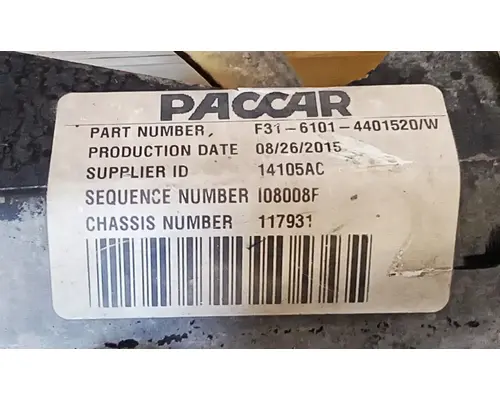 PACCAR
PART NUMBER, F31-6101-4401520/W
PRODUCTION DATE 08/26/2015
SUPPLIER ID 14105AC
SEQUENCE NUMBER I08008F
CHASSIS NUMBER 117931